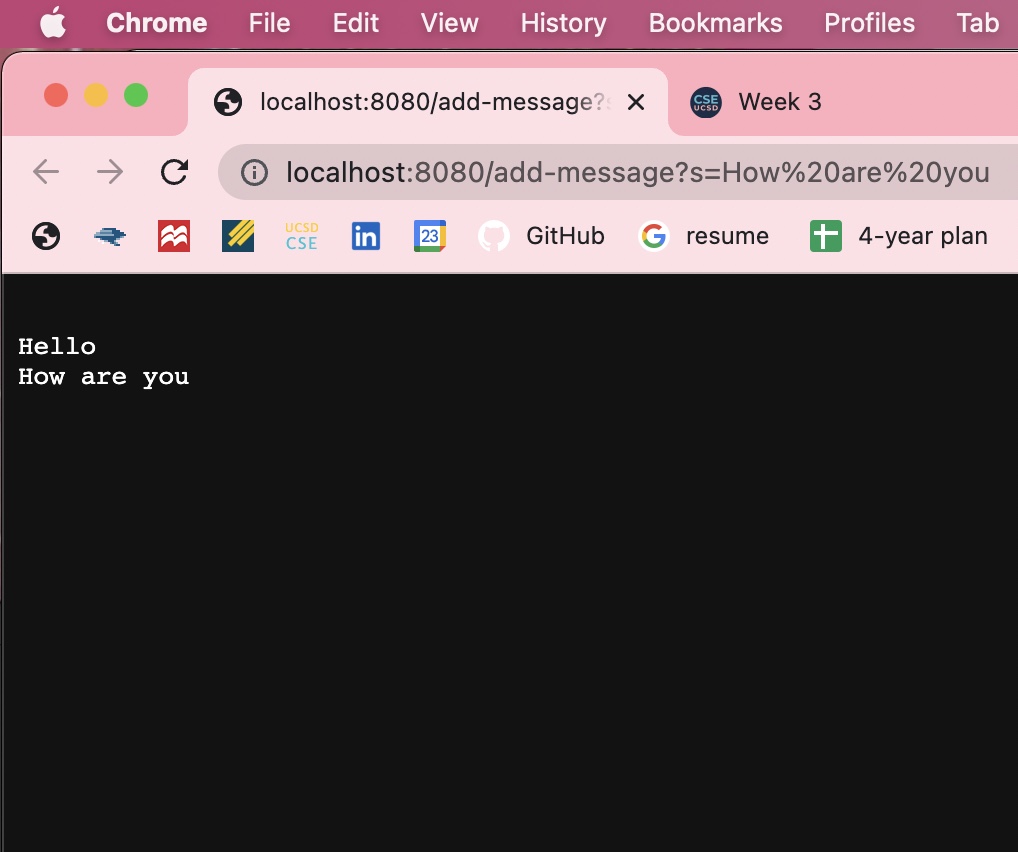 Chrome File Edit View History Bookmarks Profiles Tab
localhost:8080/add-message? CSE UCSD Week 3
localhost:8080/add-message?s=How%20are%20you
UCSD CSE in 23 GitHub G resume 4-year plan
Hello
How are you